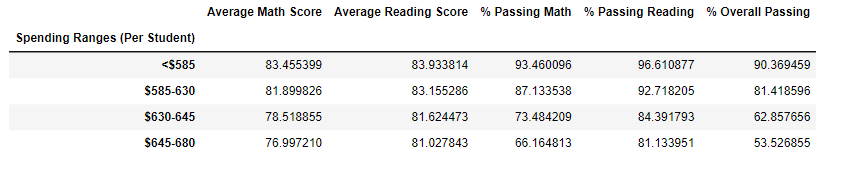 Average Math Score Average Reading Score % Passing Math % Passing Reading % Overall Passing
Spending Ranges (Per Student)
<$585 83.455399 83.933814 93.460096 96.610877 90.369459
$585-630 81.899826 83.155286 87.133538 92.718205 81.418596
$630-645 78.518855 81.624473 73.484209 84.391793 62.857656
$645-680 76.997210 81.027843 66.164813 81.133951 53.526855